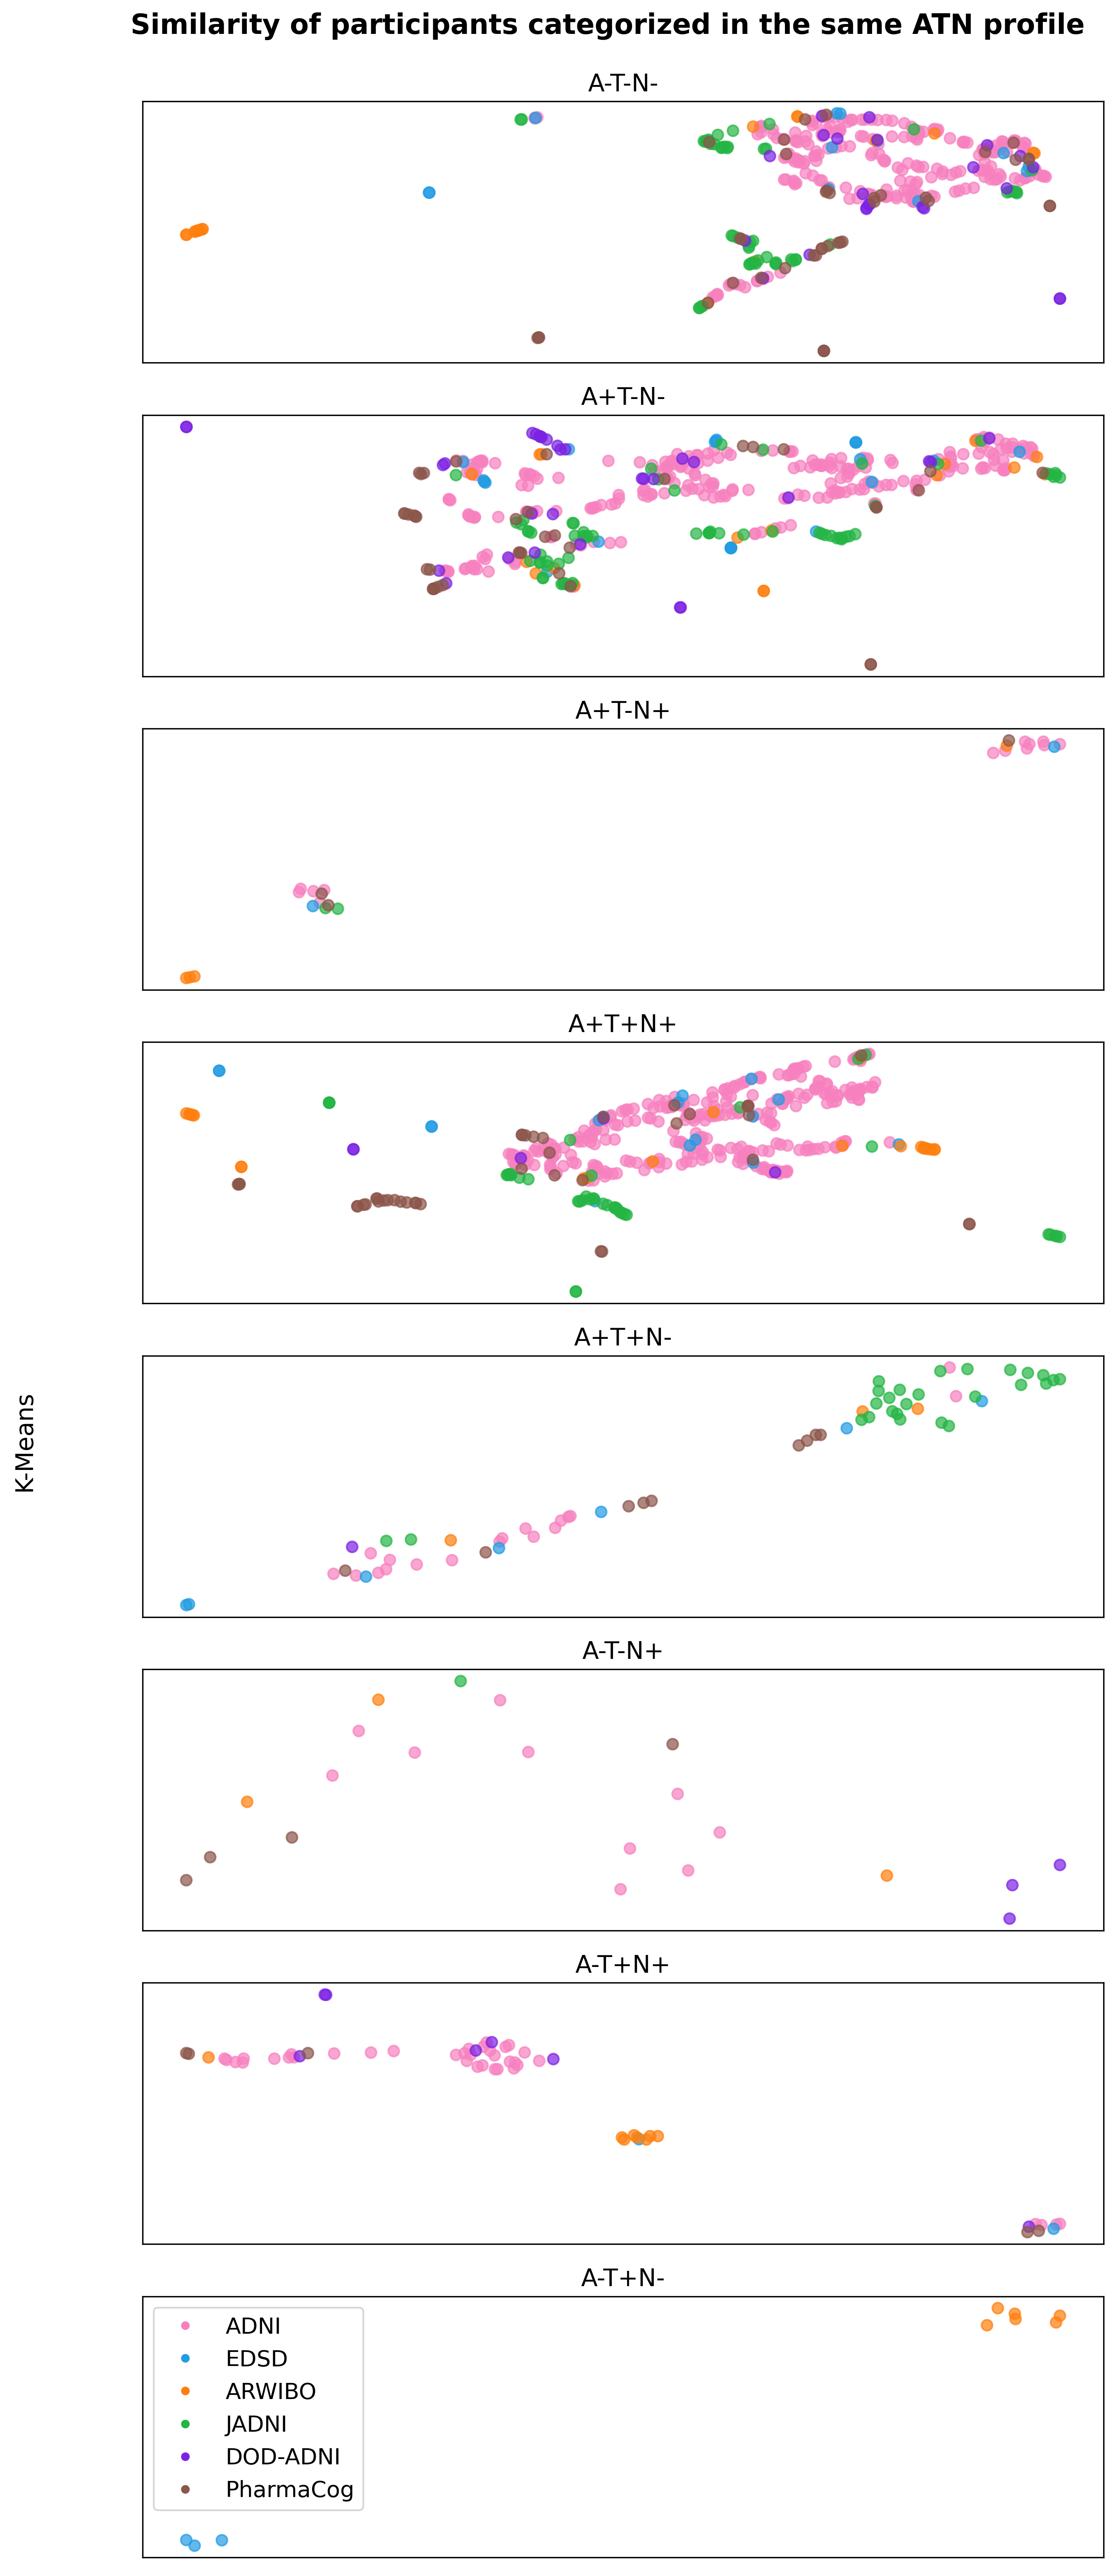 Similarity of participants categorized in the same ATN profile
A-T-N-
A+T-N-
A+T-N+
A+T+N+
A+T+N-
K-Means
A-T-N+
A-T+N+
A-T+N-
ADNI
EDSD
ARWIBO
JADNI
DOD-ADNI
PharmaCog